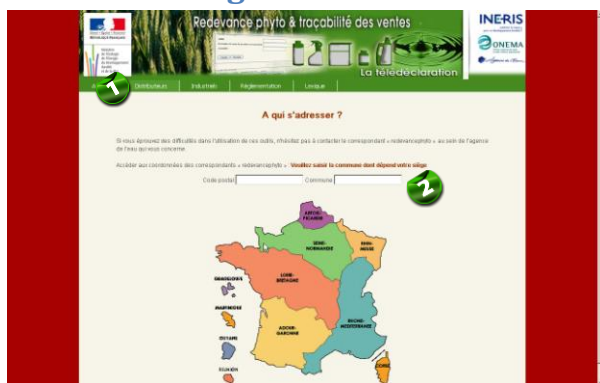 Redevance phyto & traçabilité des ventes
INERIS
ONEMA
La télédéclaration
Distributeurs
Industriels
Réglementation
Lexique
1
A qui s'adresser ?
Si vous éprouvez des difficultés dans l'utilisation de ces outils, n'hésitez pas à contacter le correspondant « redevancephyto » au sein de l'agence
de l'eau qui vous concerne.
Accéder aux coordonnées des correspondants « redevancephyto » Veuillez saisir la commune dont dépend votre siège
Code postal
Commune
2
ARTOIS-
PICARDIE
SEINE-
NORMANDIE
RHIN-
MEUSE
LOIRE-
BRETAGNE
MARTINIQUE
GUYANE
RHONE-
MEDITERRANEE
ADOUR-
GARONNE
REUNION
CORSE